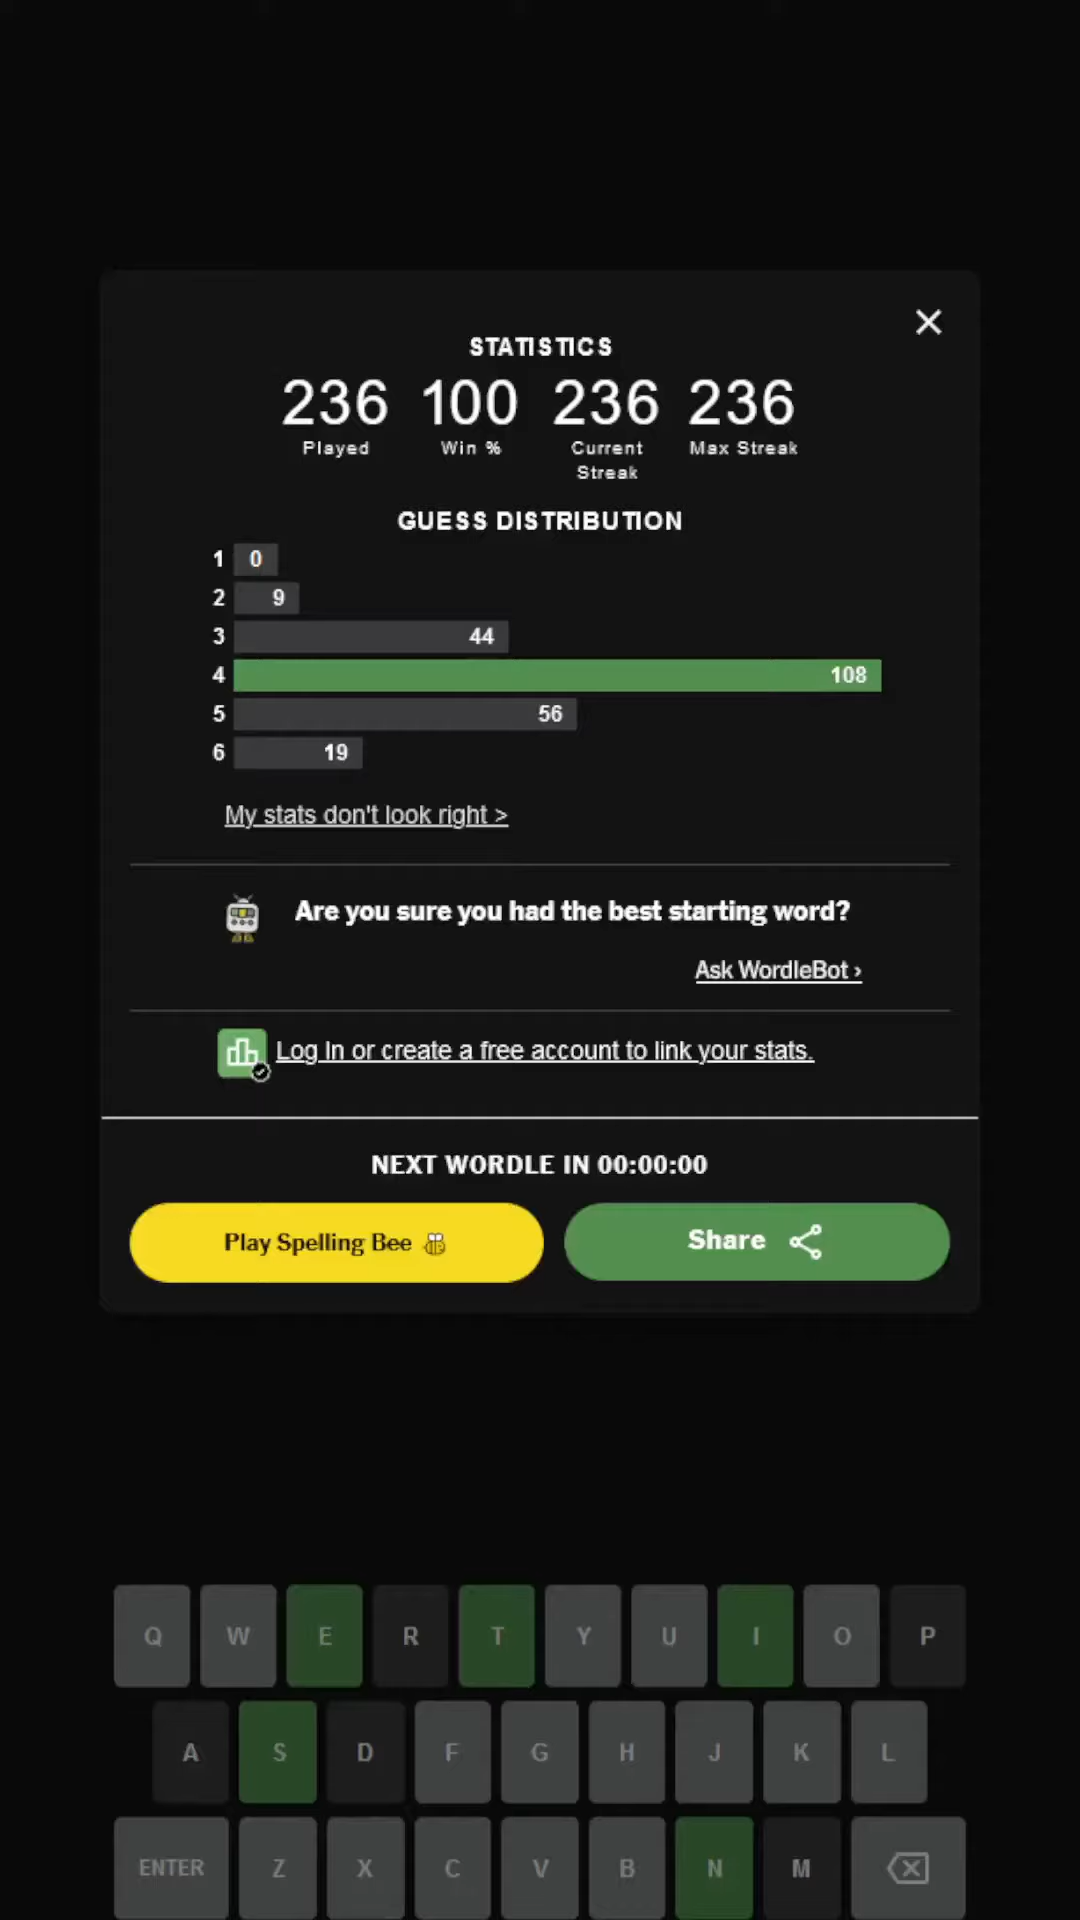 STATISTICS
236 100 236 236
Played Win % Current Streak Max Streak
GUESS DISTRIBUTION
1 0
2 9
3 44
4 108
5 56
6 19
My stats don't look right >
Are you sure you had the best starting word?
Ask WordleBot ›
Log In or create a free account to link your stats.
NEXT WORDLE IN 00:00:00
Play Spelling Bee
Share
Q W E R T Y U I O P
A S D F G H J K L
ENTER Z X C V B N M